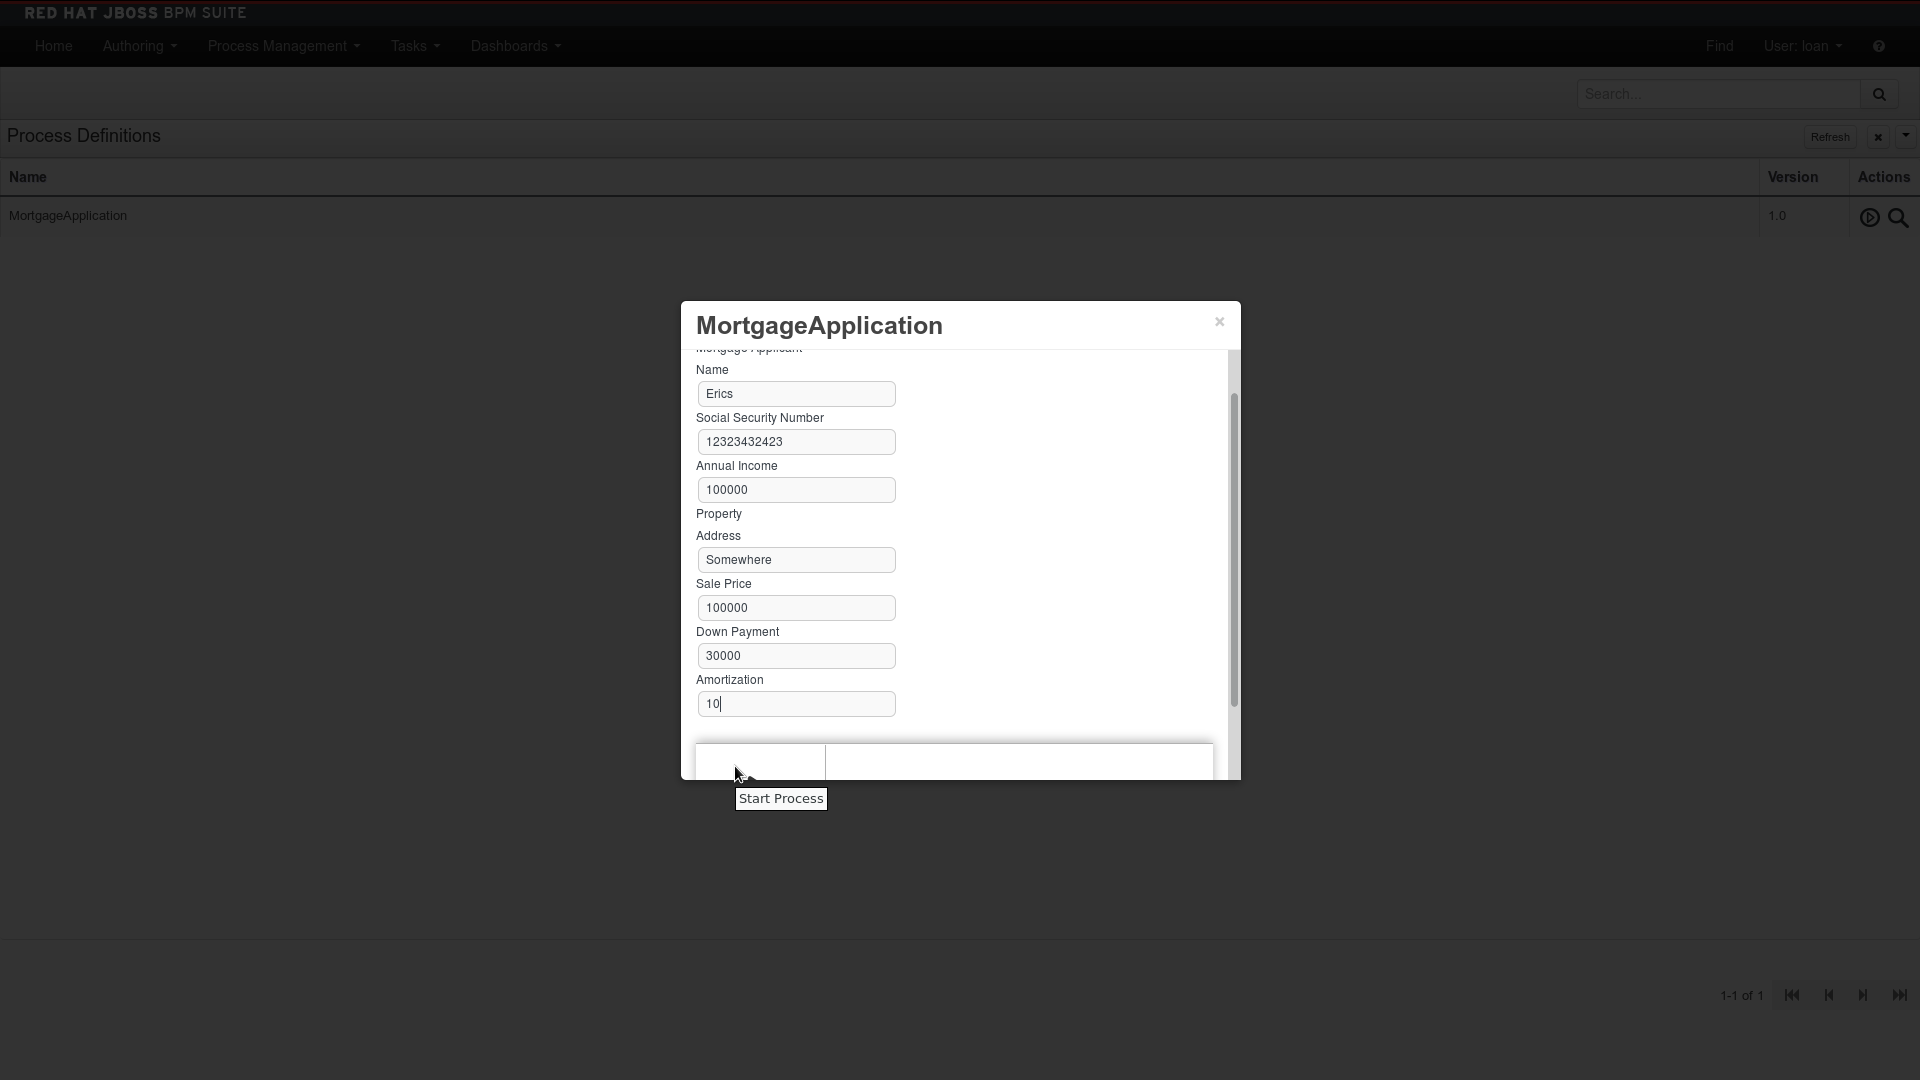 RED HAT JBOSS BPM SUITE
Home Authoring Process Management Tasks Dashboards Find User: loan
Search...
Process Definitions Refresh
Name Version Actions
MortgageApplication 1.0
MortgageApplication ×
Mortgage Applicant
Name
Erics
Social Security Number
12323432423
Annual Income
100000
Property
Address
Somewhere
Sale Price
100000
Down Payment
30000
Amortization
10
Start Process
1-1 of 1